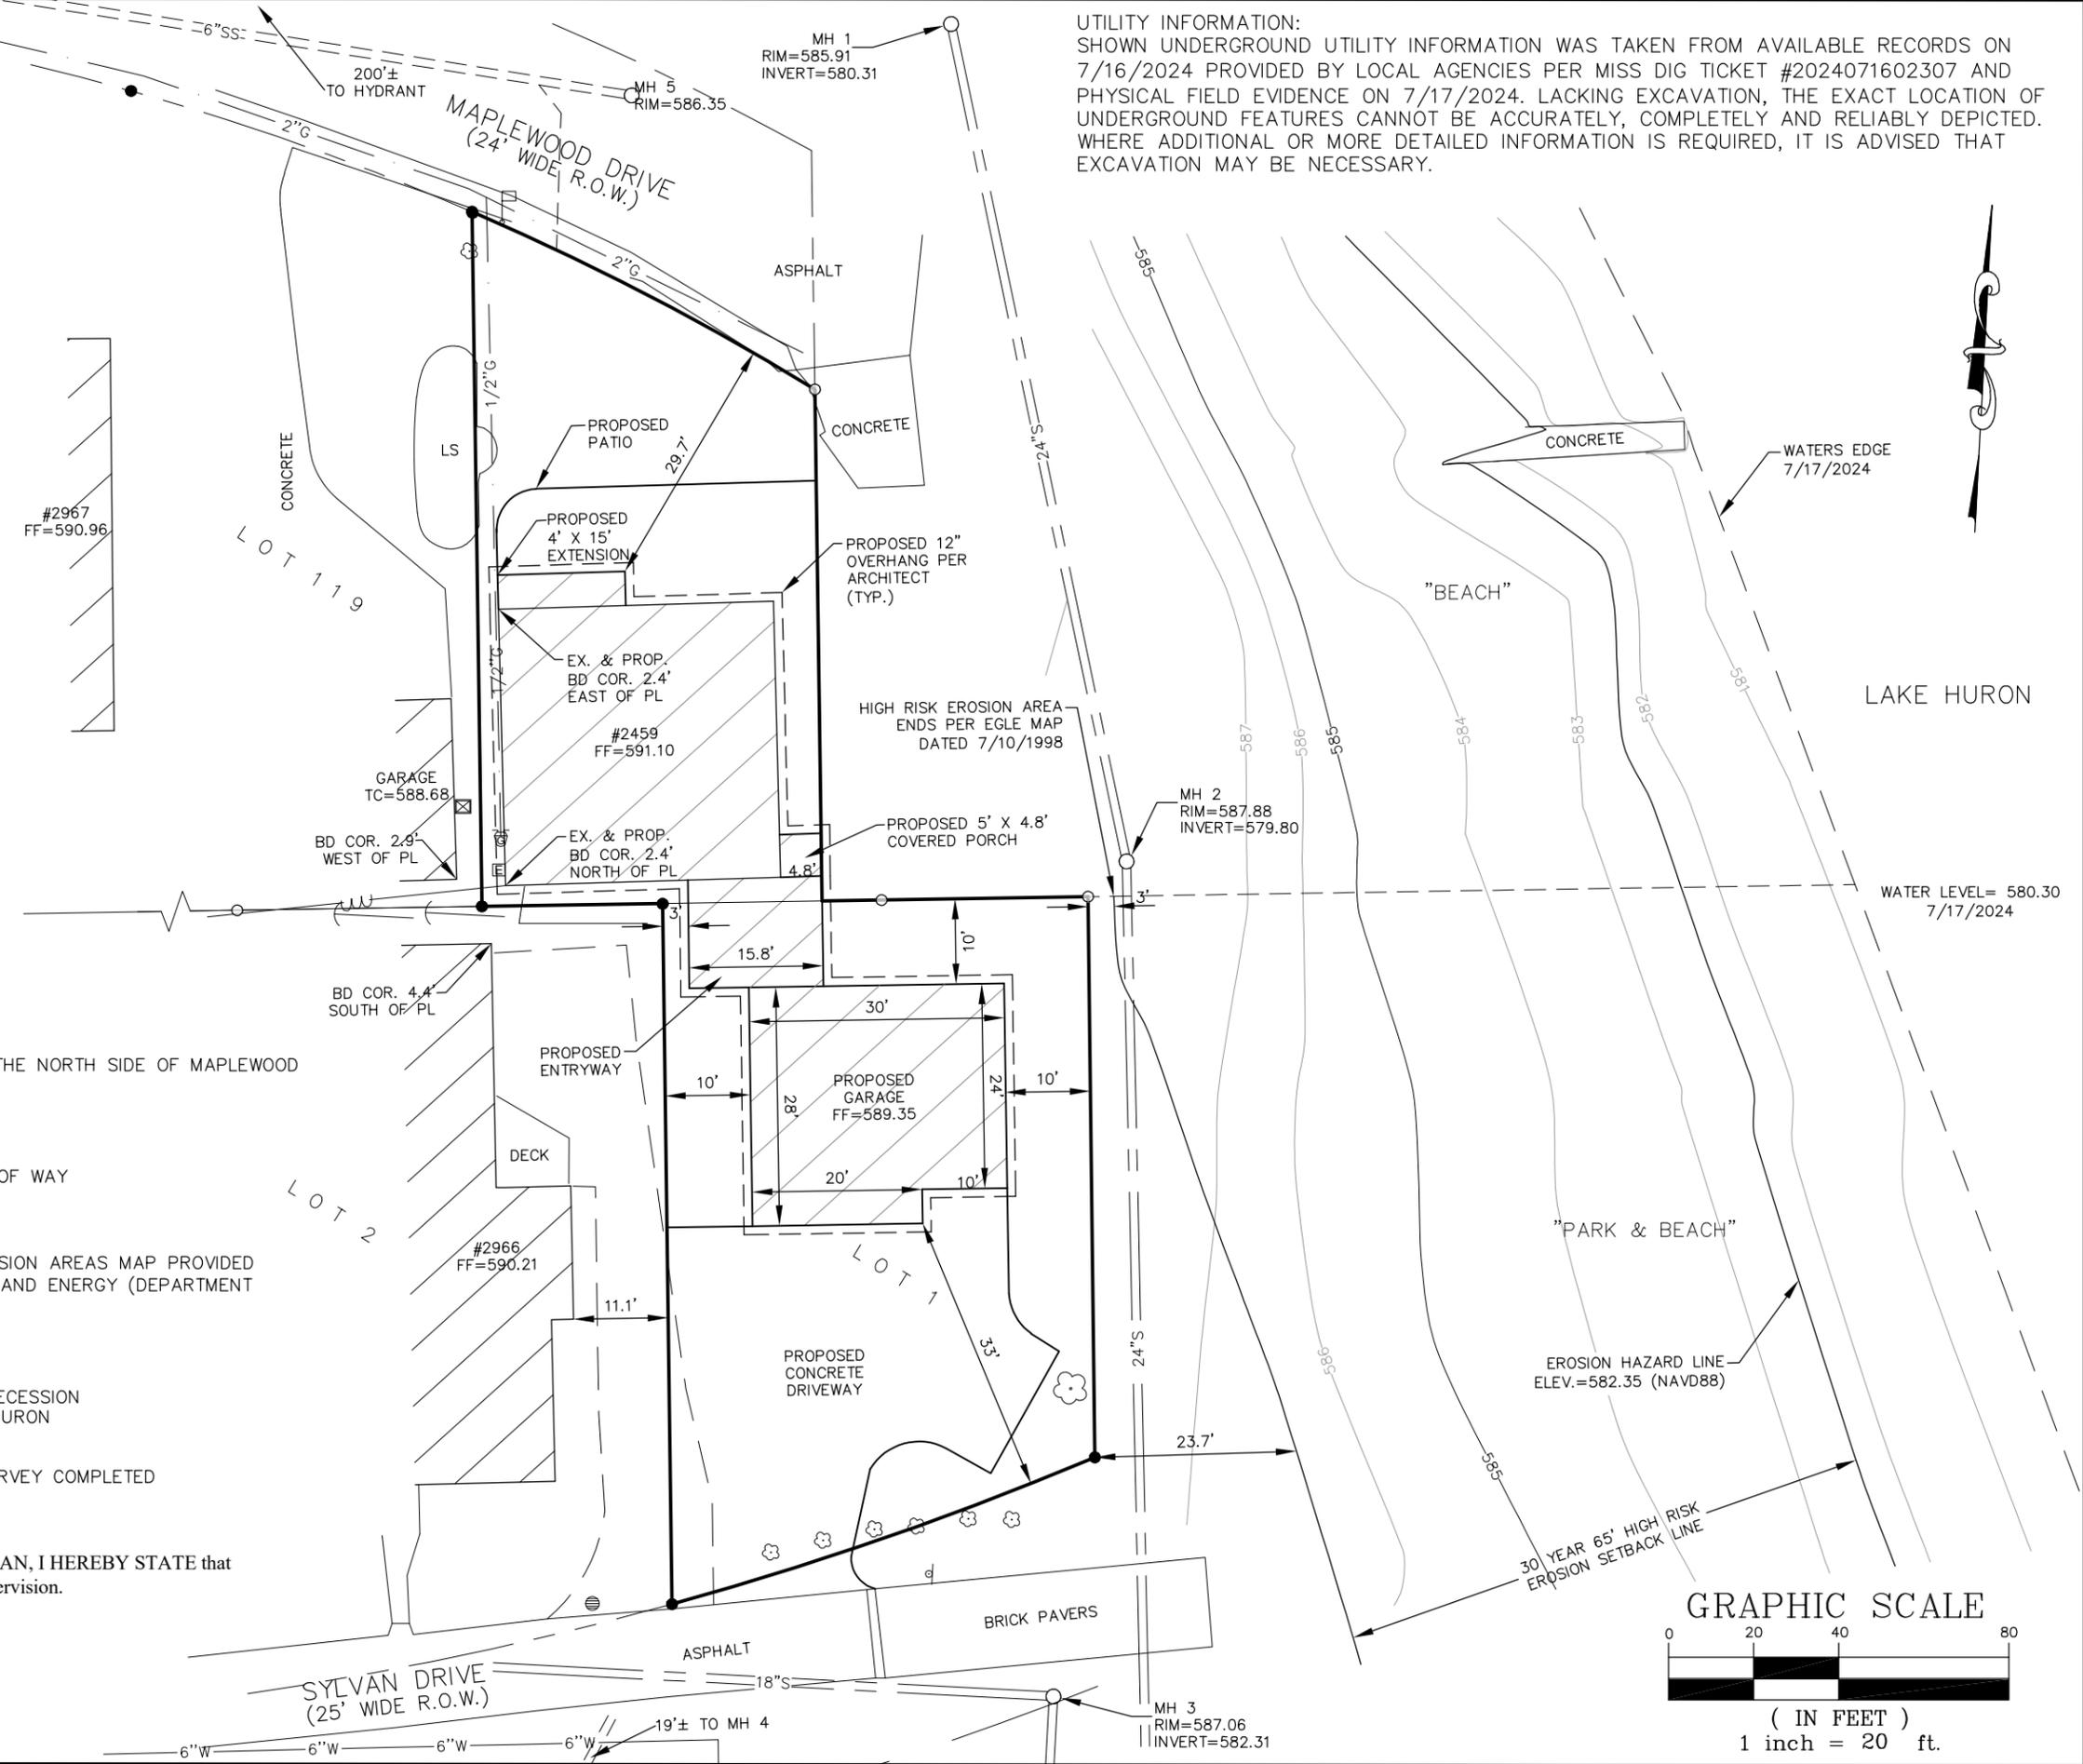 UTILITY INFORMATION:
SHOWN UNDERGROUND UTILITY INFORMATION WAS TAKEN FROM AVAILABLE RECORDS ON
7/16/2024 PROVIDED BY LOCAL AGENCIES PER MISS DIG TICKET #2024071602307 AND
PHYSICAL FIELD EVIDENCE ON 7/17/2024. LACKING EXCAVATION, THE EXACT LOCATION OF
UNDERGROUND FEATURES CANNOT BE ACCURATELY, COMPLETELY AND RELIABLY DEPICTED.
WHERE ADDITIONAL OR MORE DETAILED INFORMATION IS REQUIRED, IT IS ADVISED THAT
EXCAVATION MAY BE NECESSARY.
6"SS
200'±
TO HYDRANT
MH 5
RIM=586.35
MH 1
RIM=585.91
INVERT=580.31
MAPLEWOOD DRIVE
(24' WIDE R.O.W.)
2"G
2"G
ASPHALT
1/2"G
CONCRETE
LS
CONCRETE
PROPOSED
PATIO
29.7'
24"S
585
CONCRETE
WATERS EDGE
7/17/2024
#2967
FF=590.96
LOT 119
PROPOSED
4' X 15'
EXTENSION
PROPOSED 12"
OVERHANG PER
ARCHITECT
(TYP.)
"BEACH"
1/2"G
EX. & PROP.
BD COR. 2.4'
EAST OF PL
#2459
FF=591.10
HIGH RISK EROSION AREA
ENDS PER EGLE MAP
DATED 7/10/1998
587
586
585
584
583
582
581
LAKE HURON
GARAGE
TC=588.68
BD COR. 2.9'
WEST OF PL
E
EX. & PROP.
BD COR. 2.4'
NORTH OF PL
PROPOSED 5' X 4.8'
COVERED PORCH
4.8'
MH 2
RIM=587.88
INVERT=579.80
3'
3'
10'
WATER LEVEL= 580.30
7/17/2024
15.8'
BD COR. 4.4'
SOUTH OF PL
30'
PROPOSED
ENTRYWAY
10'
28'
PROPOSED
GARAGE
FF=589.35
24'
10'
20'
10'
THE NORTH SIDE OF MAPLEWOOD
DECK
OF WAY
LOT 2
#2966
FF=590.21
LOT 1
"PARK & BEACH"
SION AREAS MAP PROVIDED
AND ENERGY (DEPARTMENT
11.1'
33'
24"S
586
PROPOSED
CONCRETE
DRIVEWAY
EROSION HAZARD LINE
ELEV.=582.35 (NAVD88)
ECESSION
URON
23.7'
585
RVEY COMPLETED
30 YEAR 65' HIGH RISK
EROSION SETBACK LINE
AN, I HEREBY STATE that
ervision.
BRICK PAVERS
ASPHALT
SYLVAN DRIVE
(25' WIDE R.O.W.)
18"S
MH 3
RIM=587.06
INVERT=582.31
19'± TO MH 4
6"W
6"W
6"W
6"W
GRAPHIC SCALE
0 20 40 80
( IN FEET )
1 inch = 20 ft.